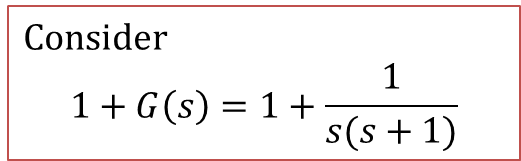 Consider
1 + G(s) = 1 + 1/(s(s + 1))